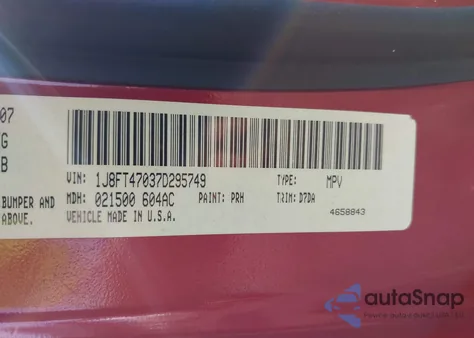 07
G
B
VIN: 1J8FT47037D295749 TYPE: MPV
BUMPER AND MDH: 021500 604AC PAINT: PRH TRIM: D7DA
ABOVE. VEHICLE MADE IN U.S.A. 4658843
autaSnap